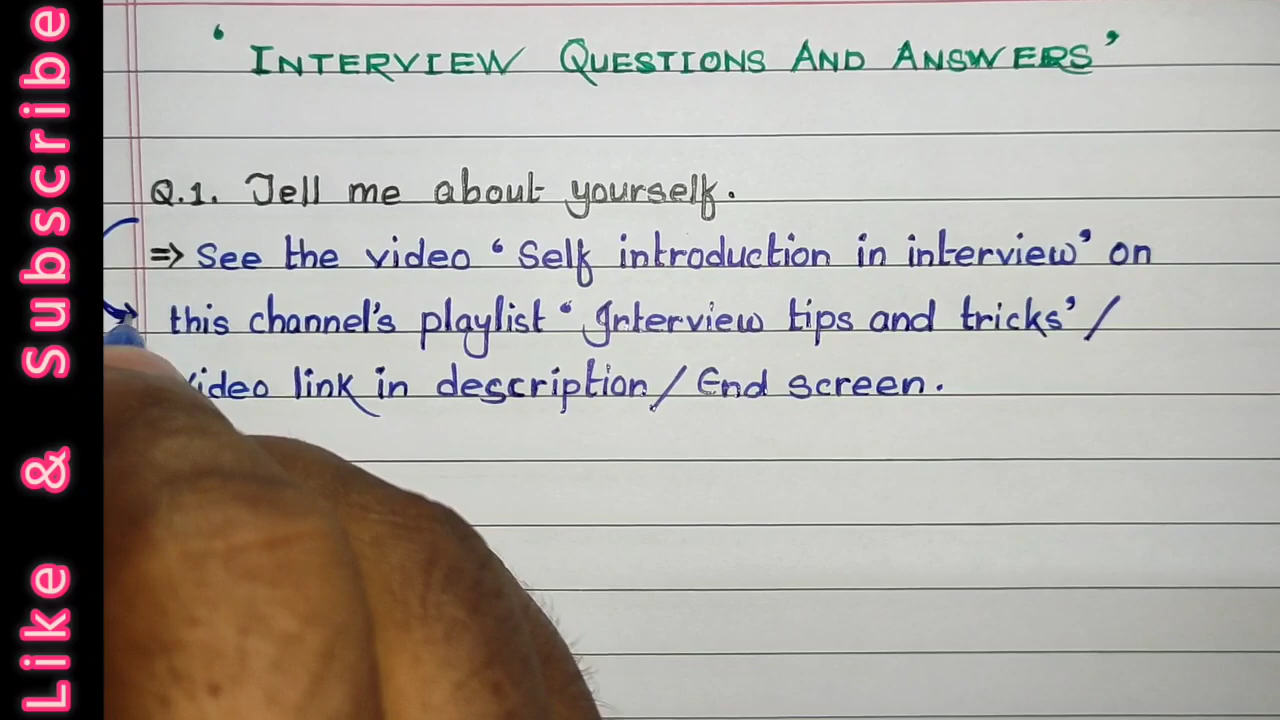 Like & Subscribe
‘ INTERVIEW QUESTIONS AND ANSWERS ’
Q.1. Tell me about yourself.
⇒ See the video ‘ Self introduction in interview’ on
this channel's playlist ‘ Interview tips and tricks’ /
video link in description / End screen.